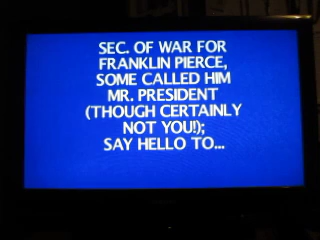 SEC. OF WAR FOR
FRANKLIN PIERCE,
SOME CALLED HIM
MR. PRESIDENT
(THOUGH CERTAINLY
NOT YOU!);
SAY HELLO TO...